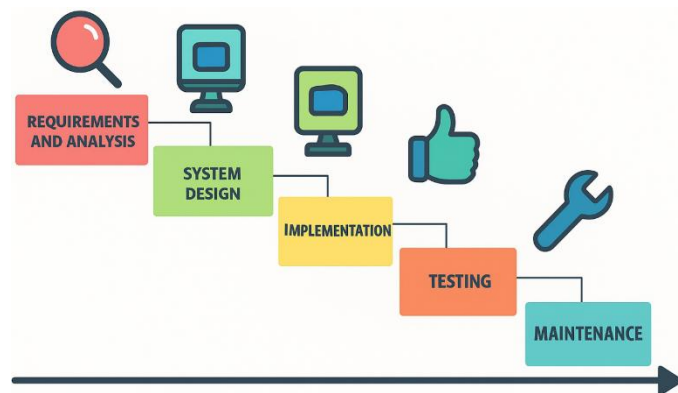 REQUIREMENTS
AND ANALYSIS
SYSTEM
DESIGN
IMPLEMENTATION
TESTING
MAINTENANCE